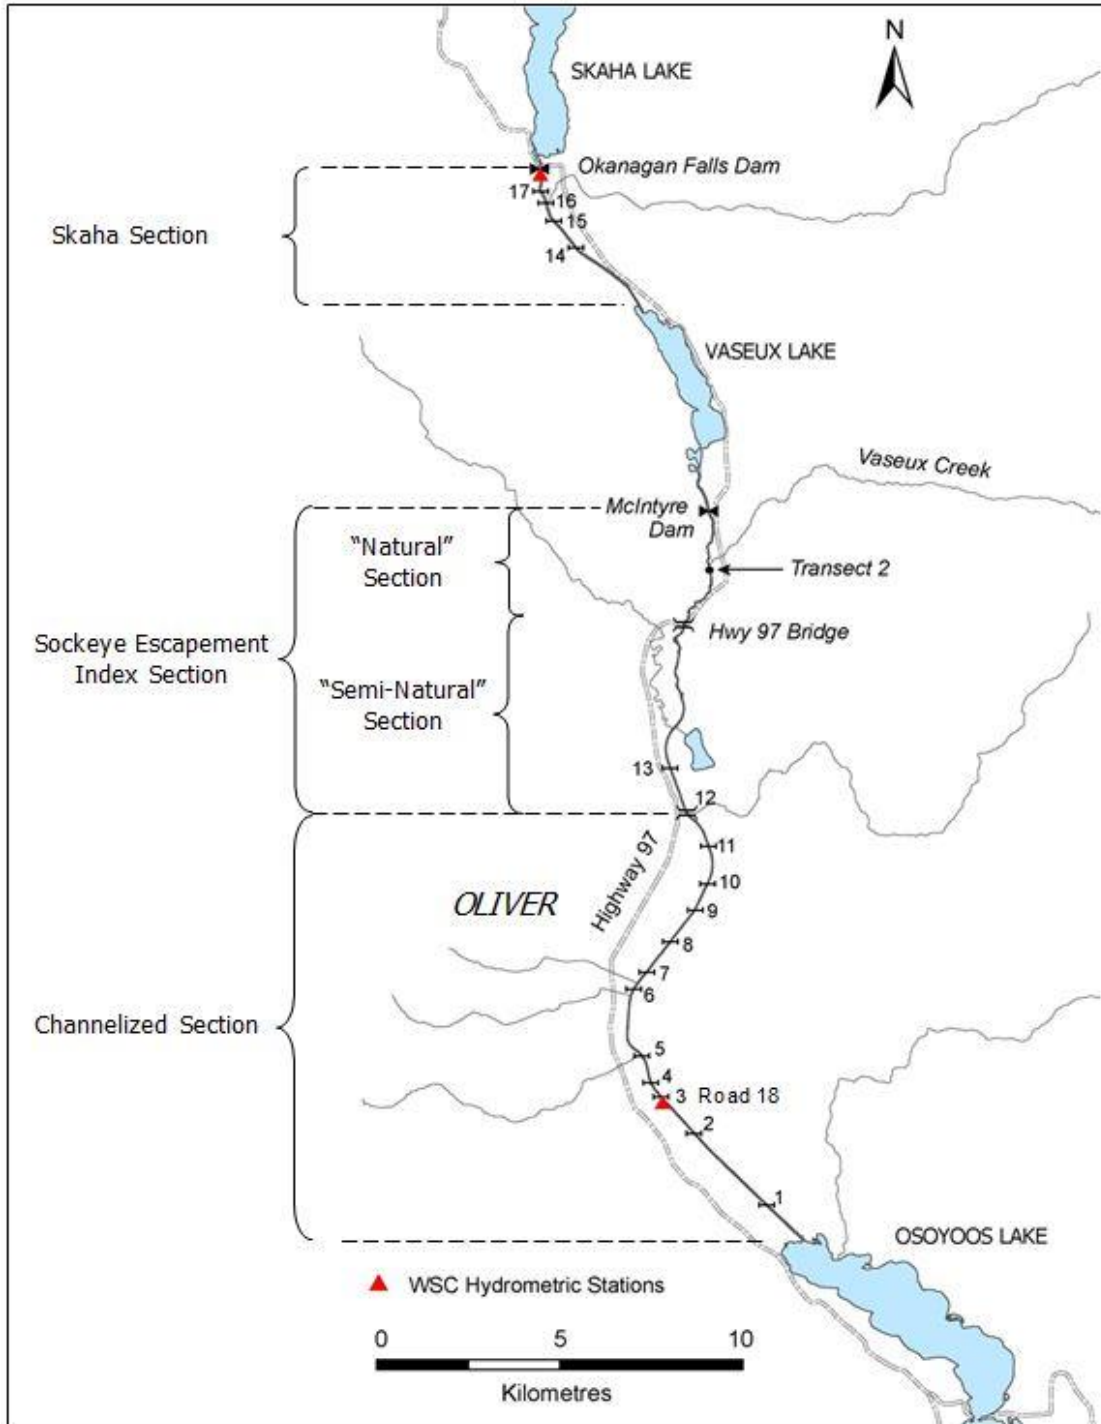 N
SKAHA LAKE
Okanagan Falls Dam
17
16
15
14
Skaha Section
VASEUX LAKE
Vaseux Creek
McIntyre
Dam
"Natural"
Section
Transect 2
Hwy 97 Bridge
Sockeye Escapement
Index Section
"Semi-Natural"
Section
13
12
11
Highway 97
10
OLIVER
9
8
7
6
Channelized Section
5
4
3 Road 18
2
1
OSOYOOS LAKE
WSC Hydrometric Stations
0 5 10
Kilometres